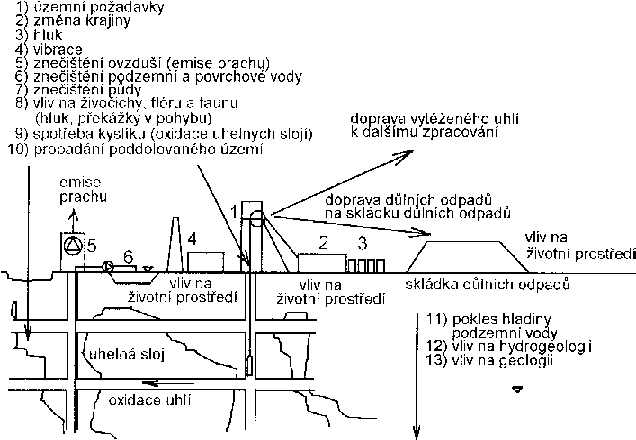 1) územní požadavky
2) změna krajiny
3) hluk
4) vibrace
5) znečištění ovzduší (emise prachu)
6) znečištění podzemní a povrchové vody
7) znečištění půdy
8) vliv na živočichy, flóru a faunu
(hluk, překážky v pohybu)
9) spotřeba kyslíku (oxidace uhelných slojí)
10) propadání poddolovaného území
doprava vytěženého uhlí
k dalšímu zpracování
emise
prachu
doprava důlních odpadů
na skládku důlních odpadů
1
5
6
4
2
3
vliv na
životní prostředí
vliv na
životní prostředí
vliv na
životní prostředí
skládka důlních odpadů
11) pokles hladiny
podzemní vody
12) vliv na hydrogeologii
13) vliv na geologii
uhelná sloj
oxidace uhlí